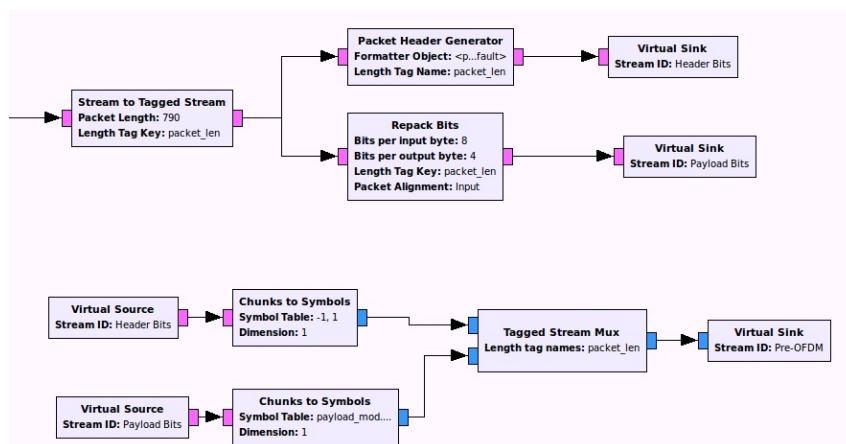 Packet Header Generator
Formatter Object: <p...fault>
Length Tag Name: packet_len
Virtual Sink
Stream ID: Header Bits
Stream to Tagged Stream
Packet Length: 790
Length Tag Key: packet_len
Repack Bits
Bits per input byte: 8
Bits per output byte: 4
Length Tag Key: packet_len
Packet Alignment: Input
Virtual Sink
Stream ID: Payload Bits
Virtual Source
Stream ID: Header Bits
Chunks to Symbols
Symbol Table: -1, 1
Dimension: 1
Tagged Stream Mux
Length tag names: packet_len
Virtual Sink
Stream ID: Pre-OFDM
Virtual Source
Stream ID: Payload Bits
Chunks to Symbols
Symbol Table: payload_mod....
Dimension: 1